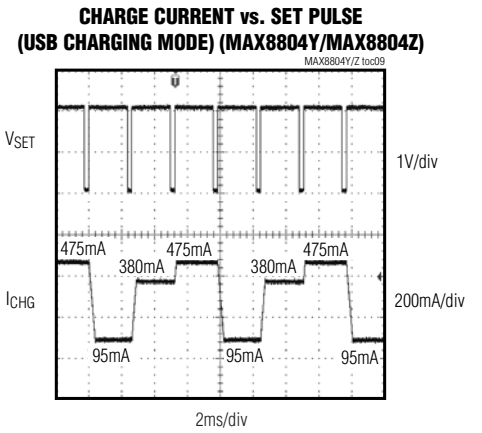 CHARGE CURRENT vs. SET PULSE
(USB CHARGING MODE) (MAX8804Y/MAX8804Z)
MAX8804Y/Z toc09
VSET
1V/div
475mA
380mA
475mA
380mA
475mA
ICHG
200mA/div
95mA
95mA
95mA
2ms/div